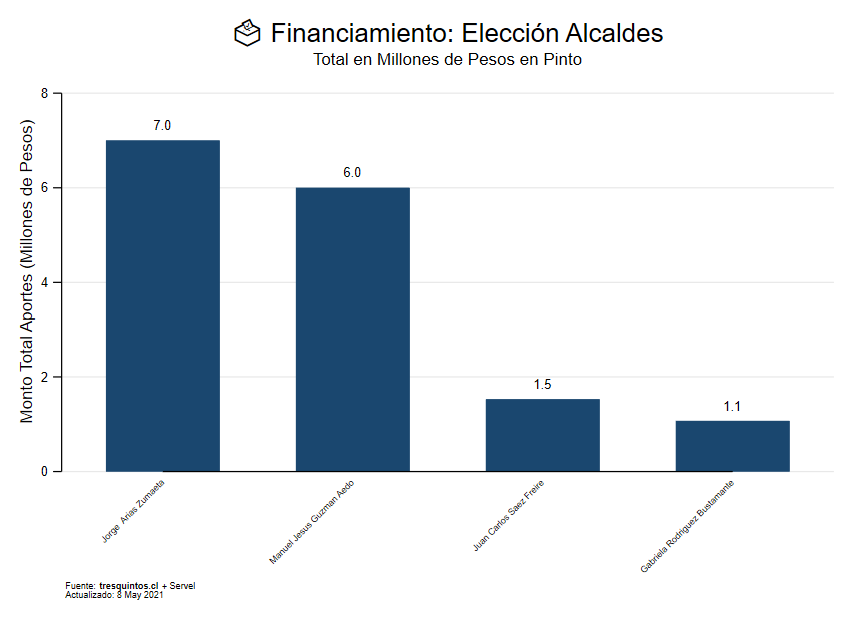 Financiamiento: Elección Alcaldes
Total en Millones de Pesos en Pinto
Monto Total Aportes (Millones de Pesos)
8
6
4
2
0
7.0
6.0
1.5
1.1
Jorge Arias Zumaeta
Manuel Jesus Guzman Aedo
Juan Carlos Saez Freire
Gabriela Rodriguez Bustamante
Fuente: tresquintos.cl + Servel
Actualizado: 8 May 2021